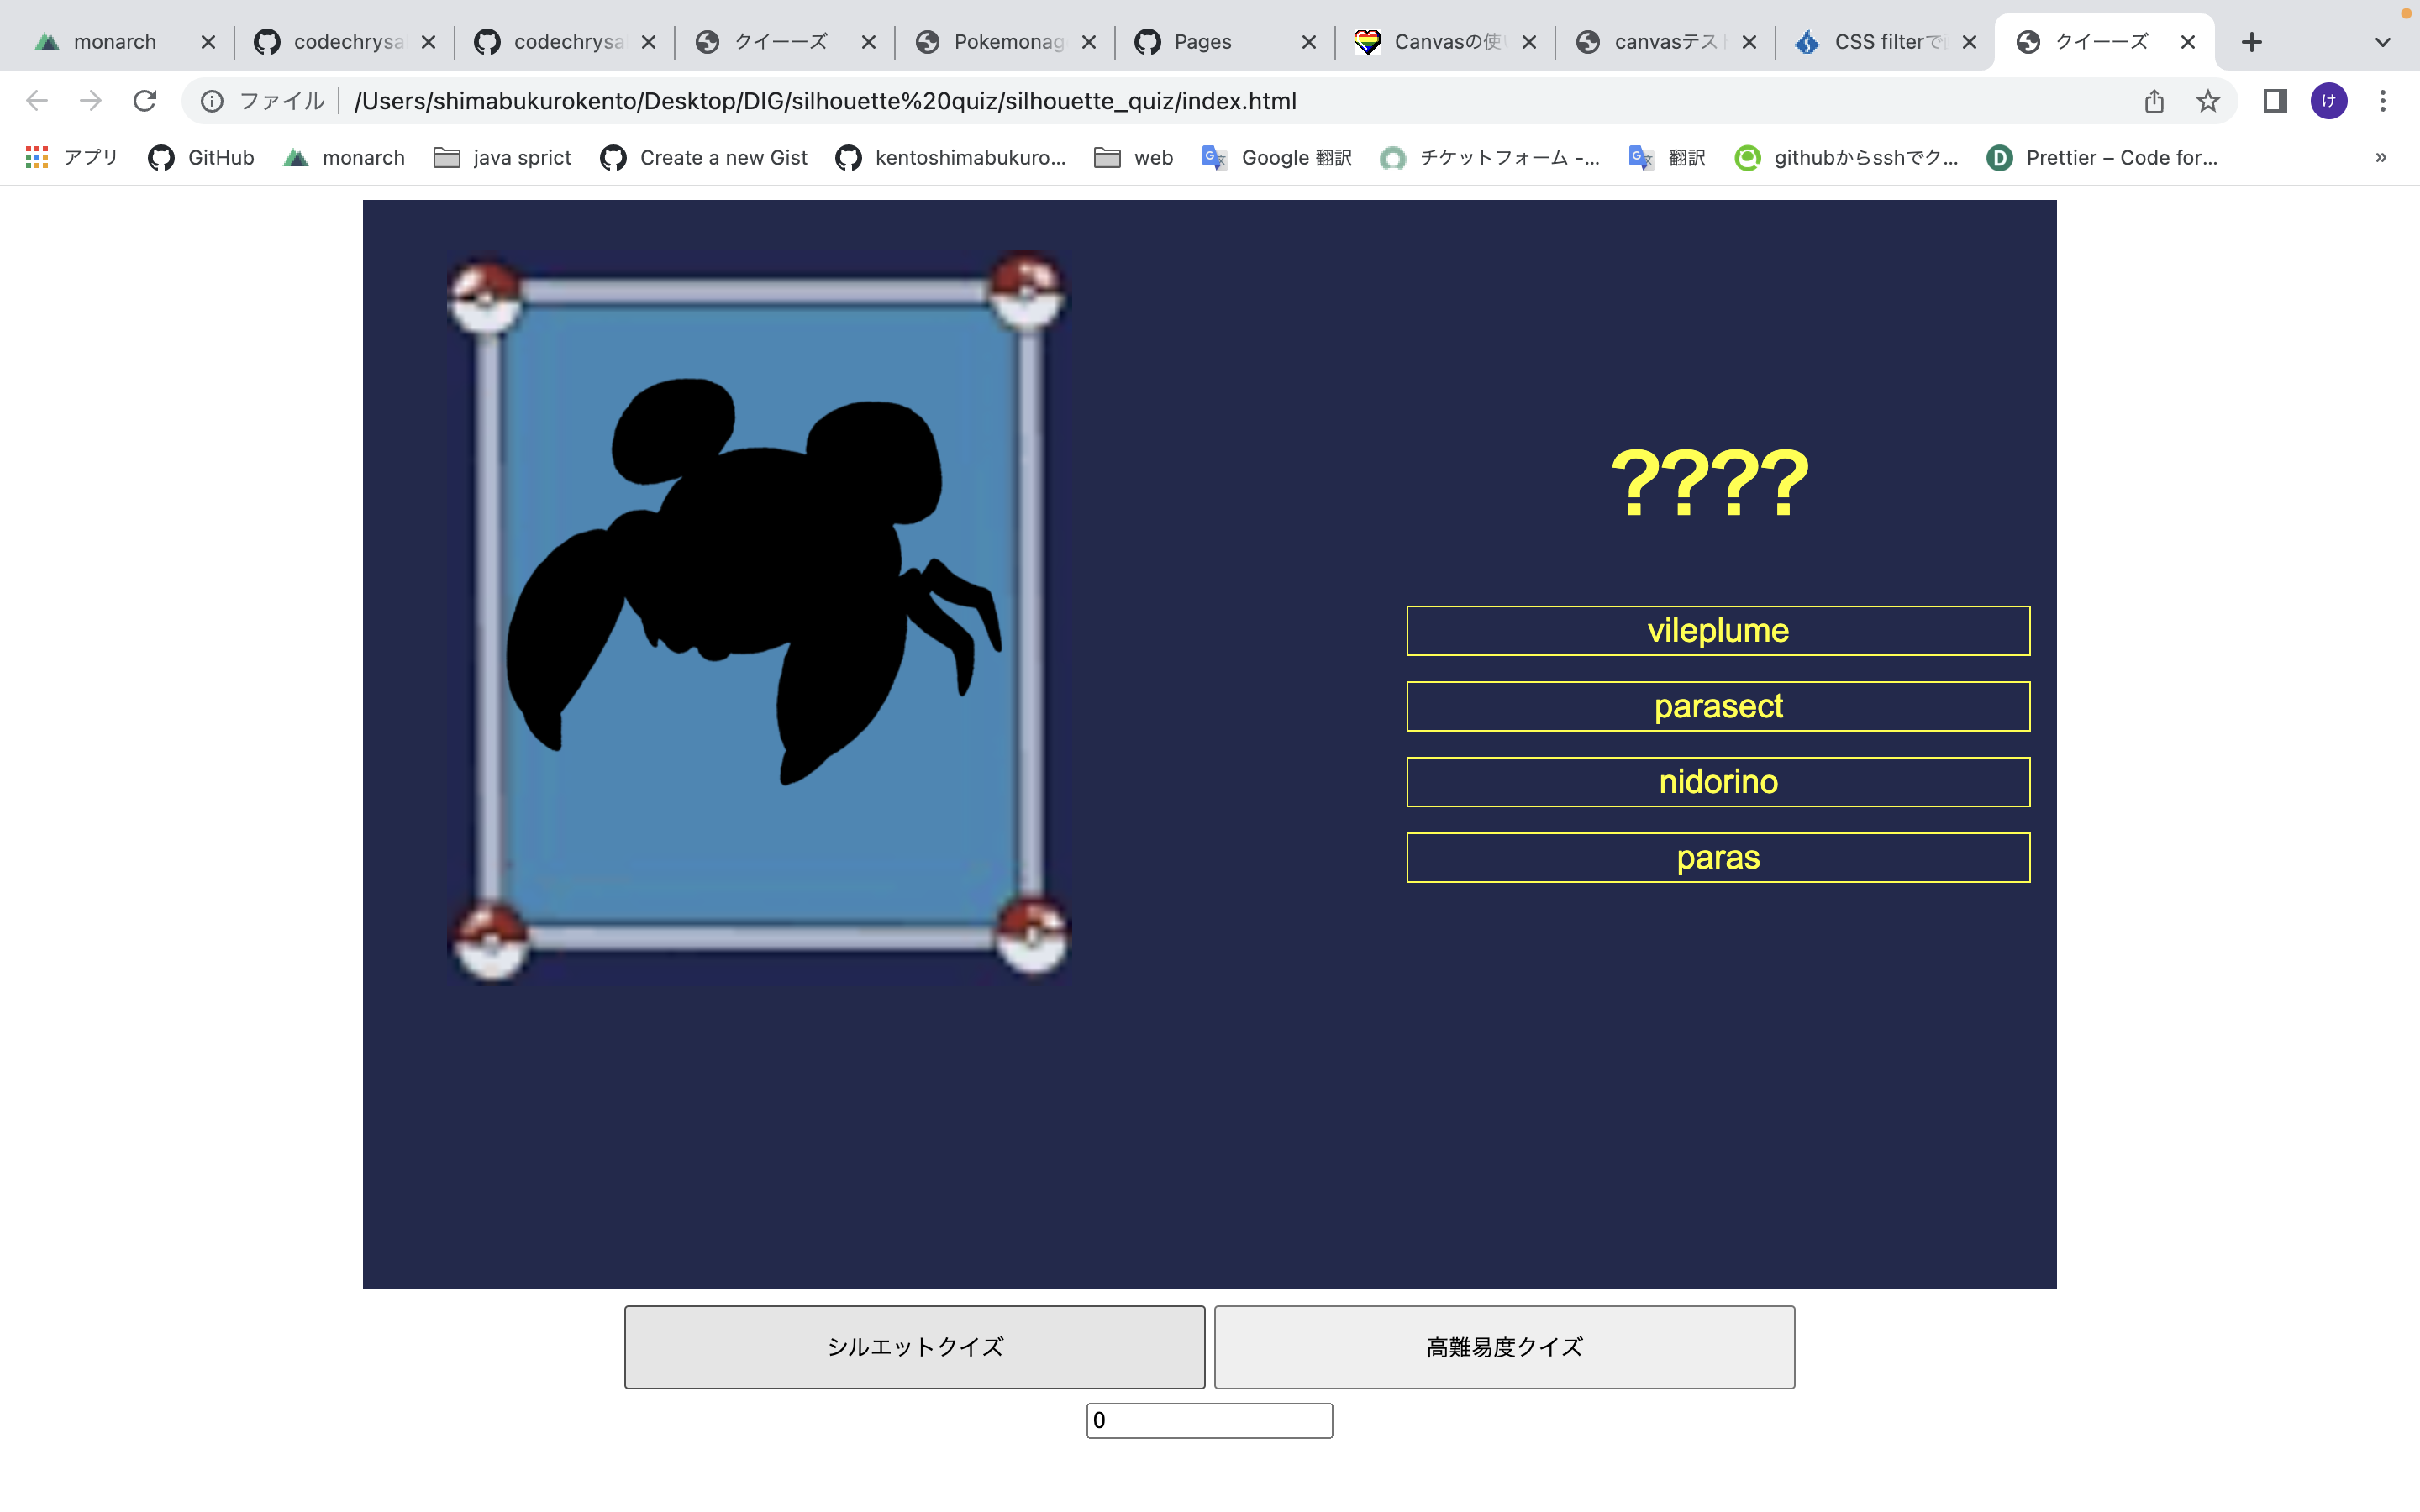 monarch
codechrysa
codechrysa
クイーーズ
Pokemonag
Pages
Canvasの使い
canvasテスト
CSS filterで
クイーーズ
ファイル
/Users/shimabukurokento/Desktop/DIG/silhouette%20quiz/silhouette_quiz/index.html
け
アプリ
GitHub
monarch
java sprict
Create a new Gist
kentoshimabukuro...
web
Google 翻訳
チケットフォーム -...
翻訳
githubからsshでク...
Prettier – Code for...
»
????
vileplume
parasect
nidorino
paras
シルエットクイズ
高難易度クイズ
0